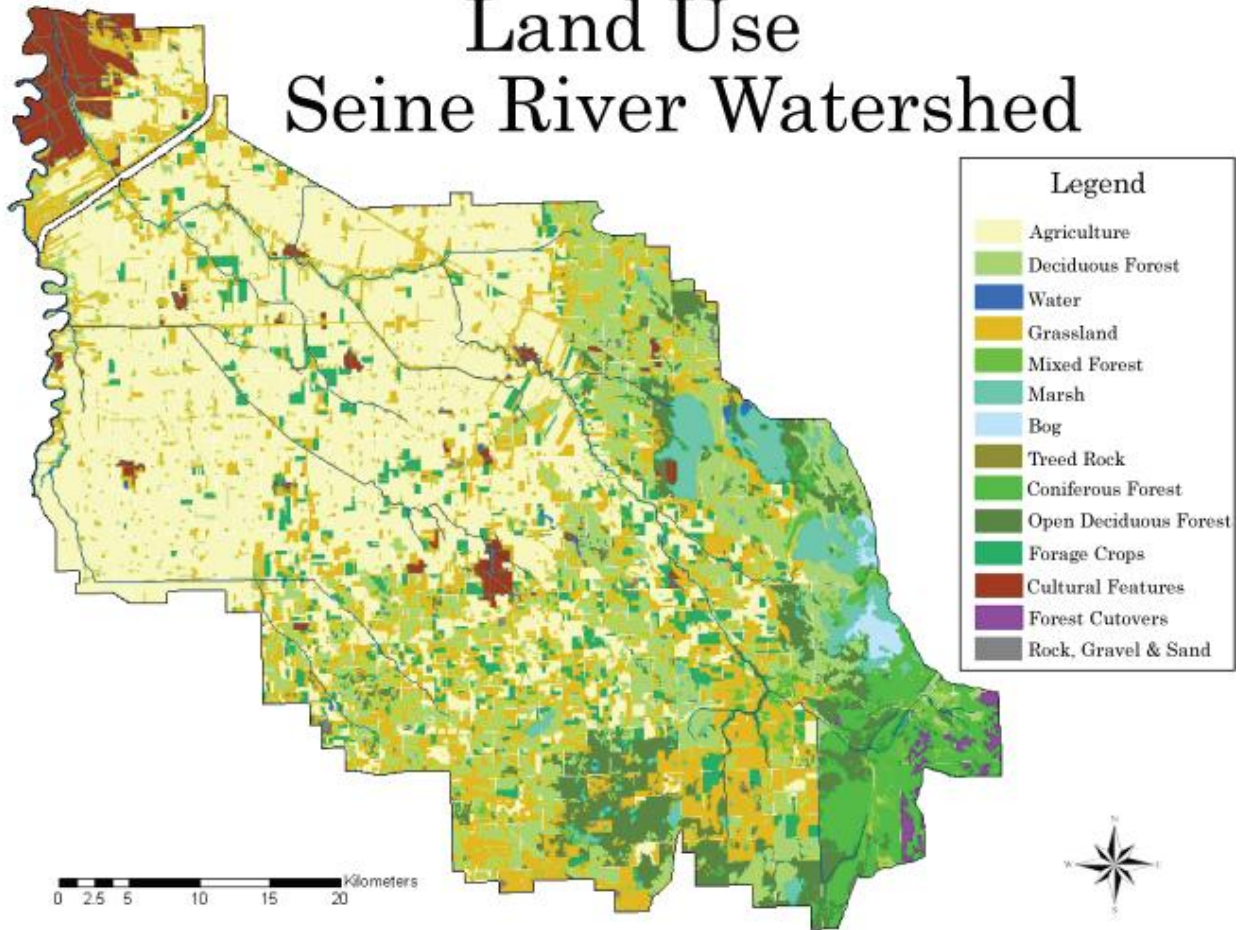 Land Use
Seine River Watershed
Legend
Agriculture
Deciduous Forest
Water
Grassland
Mixed Forest
Marsh
Bog
Treed Rock
Coniferous Forest
Open Deciduous Forest
Forage Crops
Cultural Features
Forest Cutovers
Rock, Gravel & Sand
Kilometers
0 2.5 5 10 15 20
N
W E
S